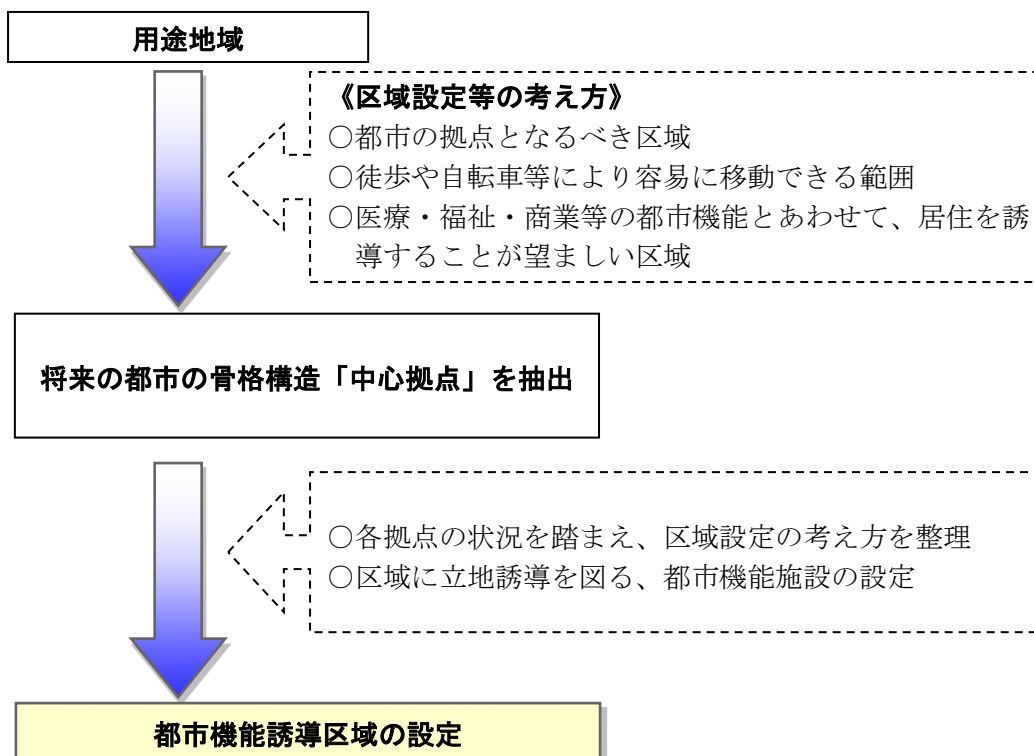 用途地域
《区域設定等の考え方》
○都市の拠点となるべき区域
○徒歩や自転車等により容易に移動できる範囲
○医療・福祉・商業等の都市機能とあわせて、居住を誘
導することが望ましい区域
将来の都市の骨格構造「中心拠点」を抽出
○各拠点の状況を踏まえ、区域設定の考え方を整理
○区域に立地誘導を図る、都市機能施設の設定
都市機能誘導区域の設定